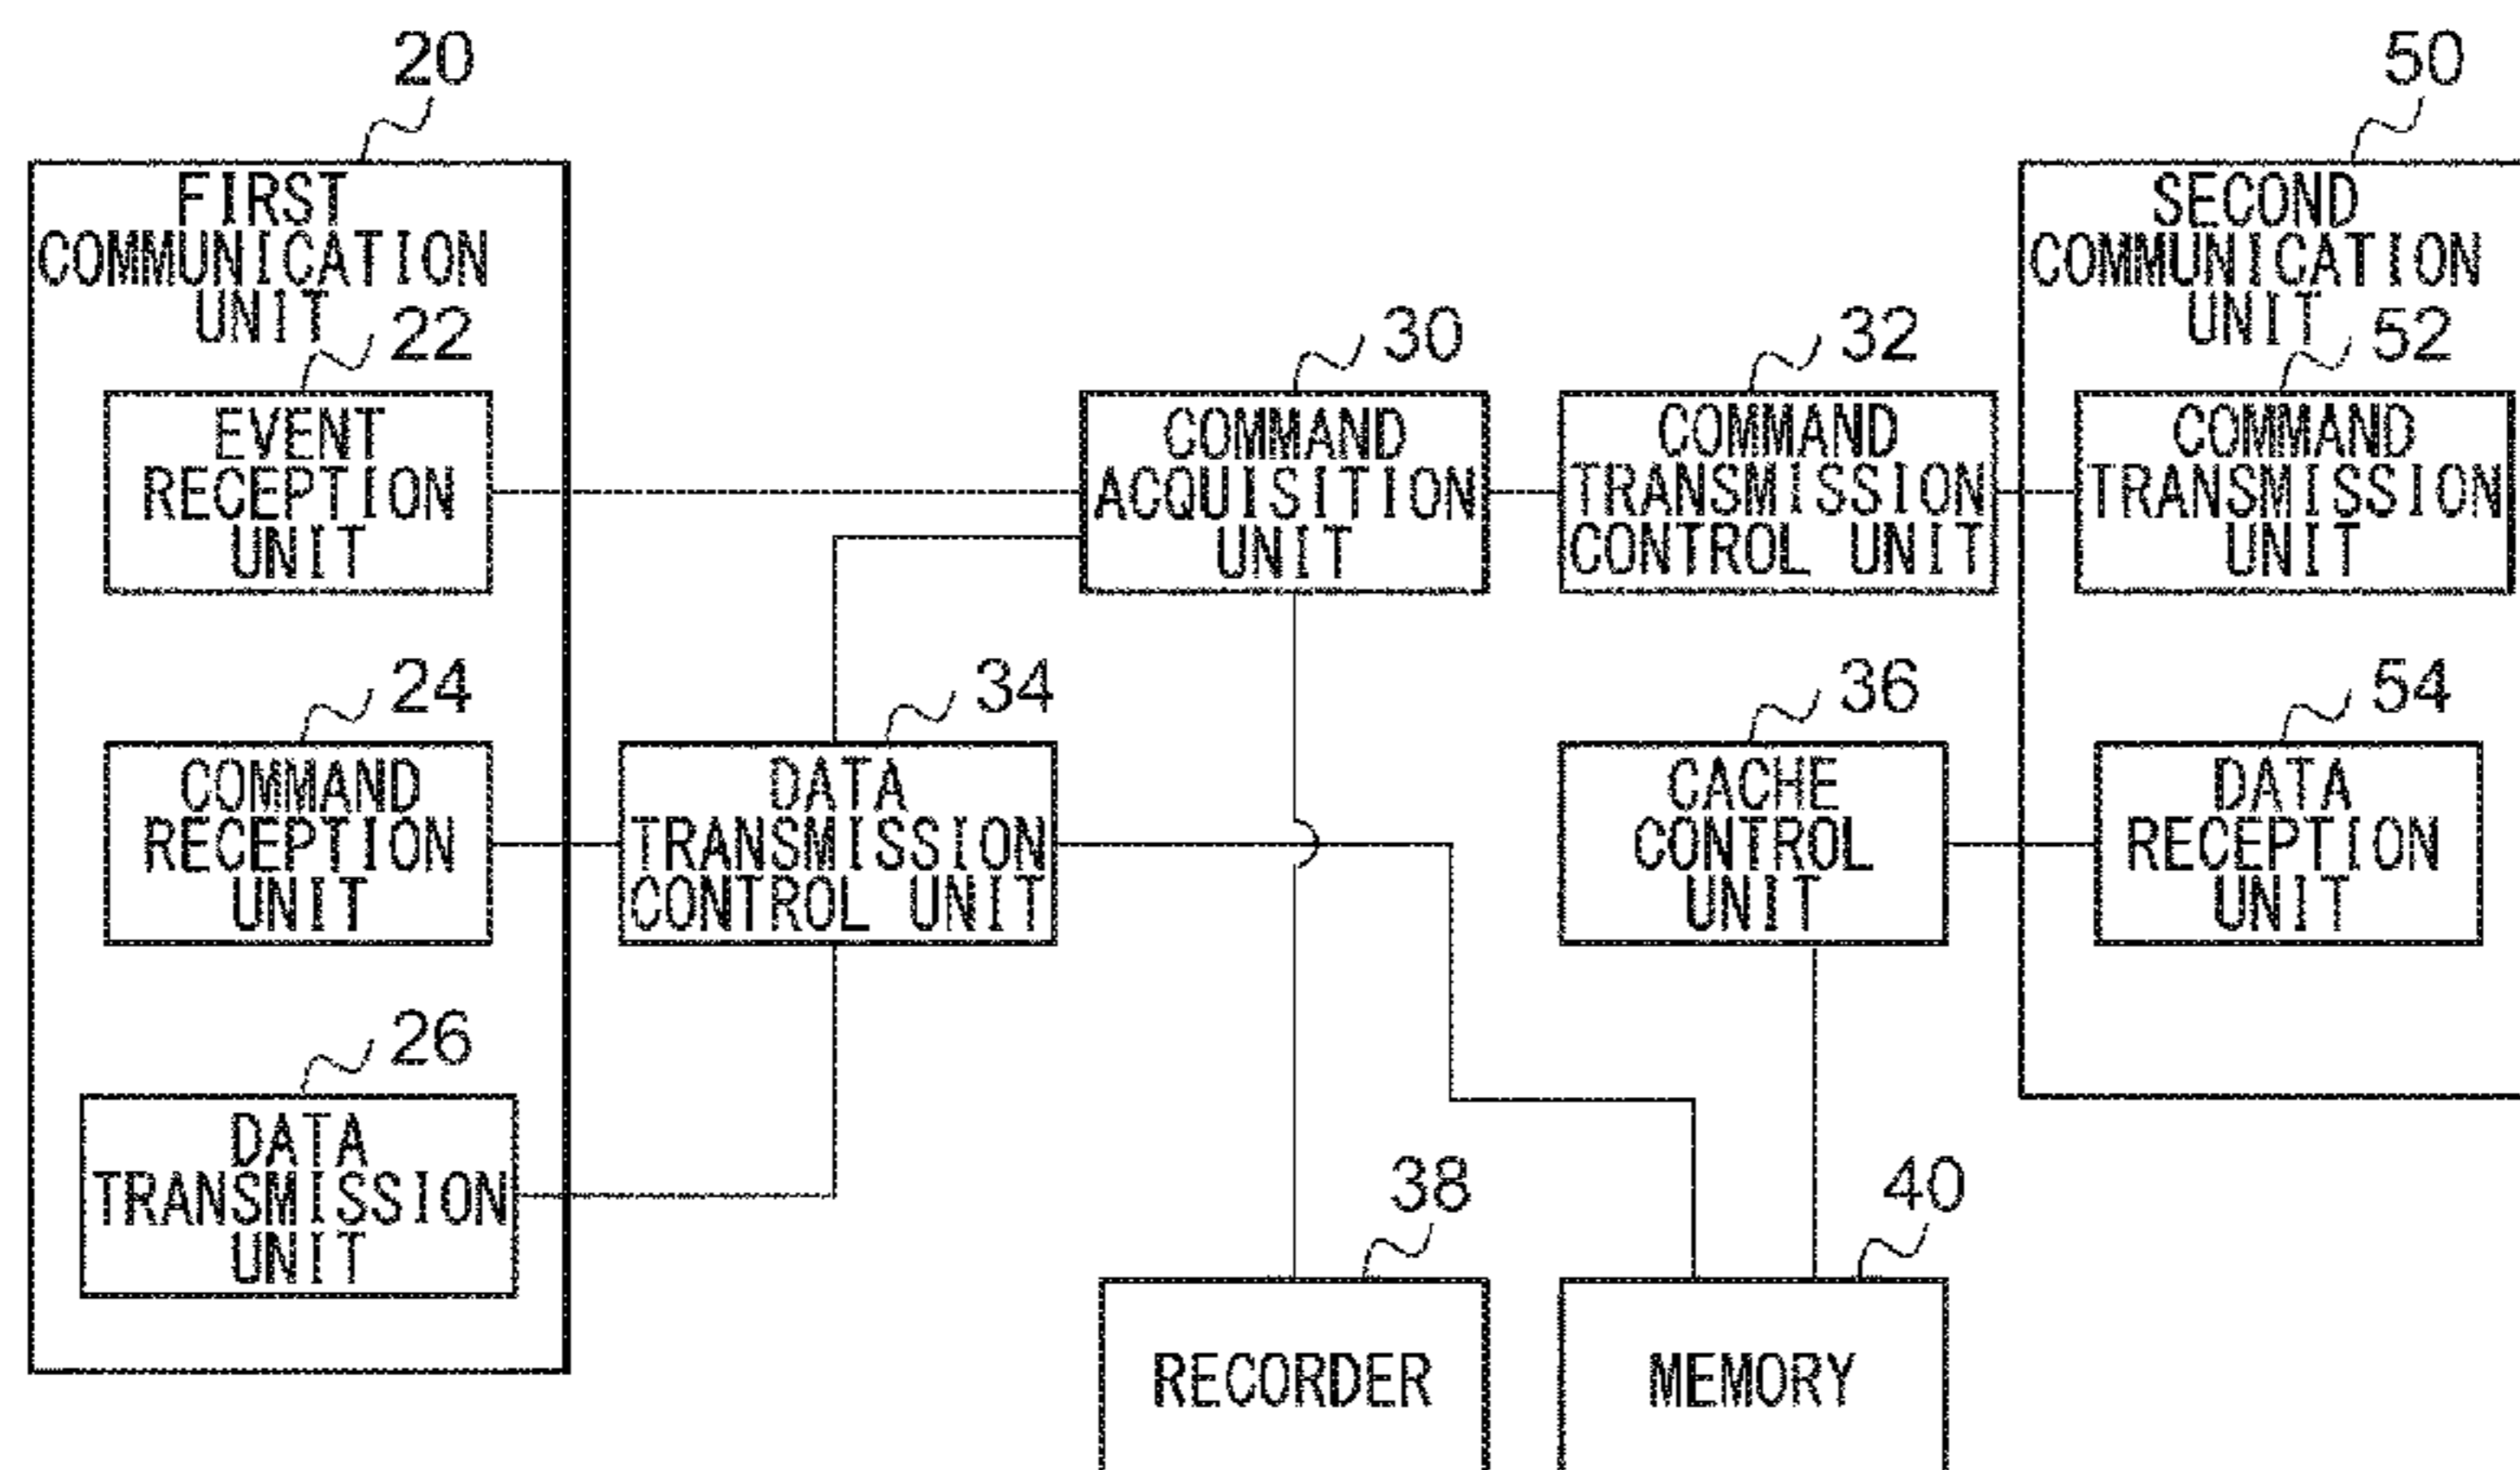 20
50
FIRST
COMMUNICATION
UNIT
SECOND
COMMUNICATION
UNIT
22
30
32
52
EVENT
RECEPTION
UNIT
COMMAND
ACQUISITION
UNIT
COMMAND
TRANSMISSION
CONTROL UNIT
COMMAND
TRANSMISSION
UNIT
24
34
36
54
COMMAND
RECEPTION
UNIT
DATA
TRANSMISSION
CONTROL UNIT
CACHE
CONTROL
UNIT
DATA
RECEPTION
UNIT
26
DATA
TRANSMISSION
UNIT
38
40
RECORDER
MEMORY